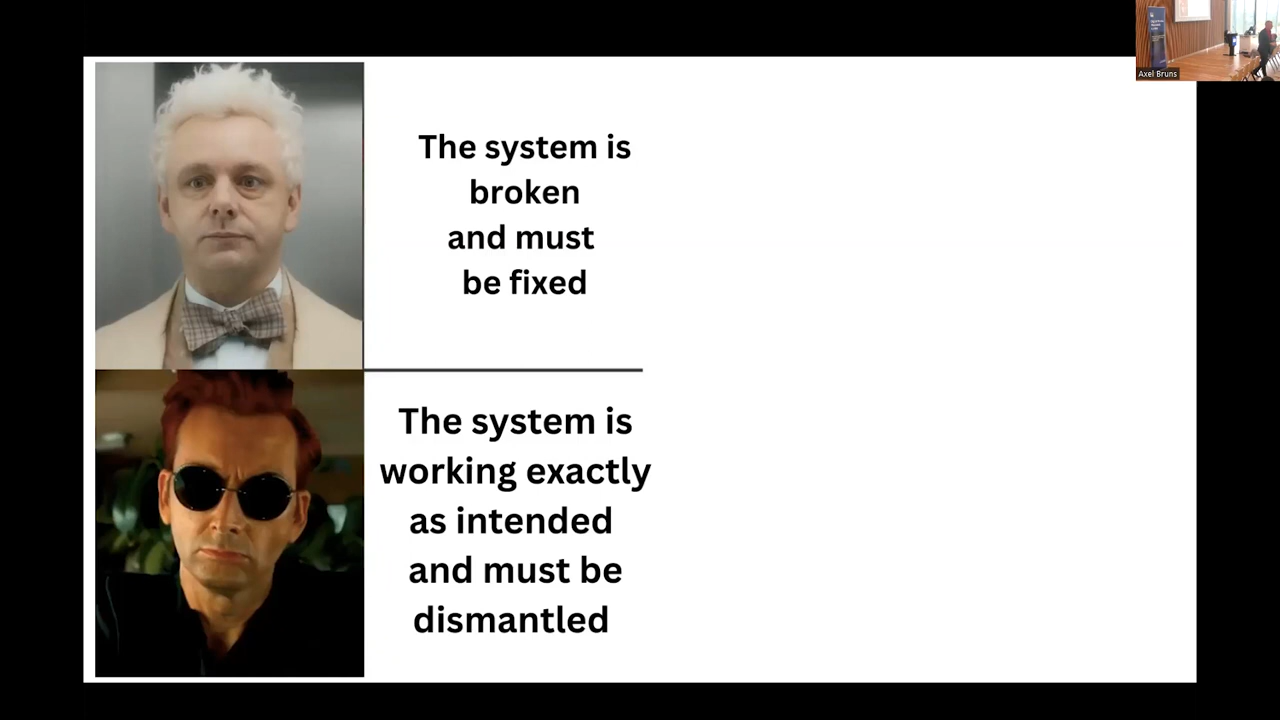 The system is
broken
and must
be fixed
The system is
working exactly
as intended
and must be
dismantled
Axel Bruns